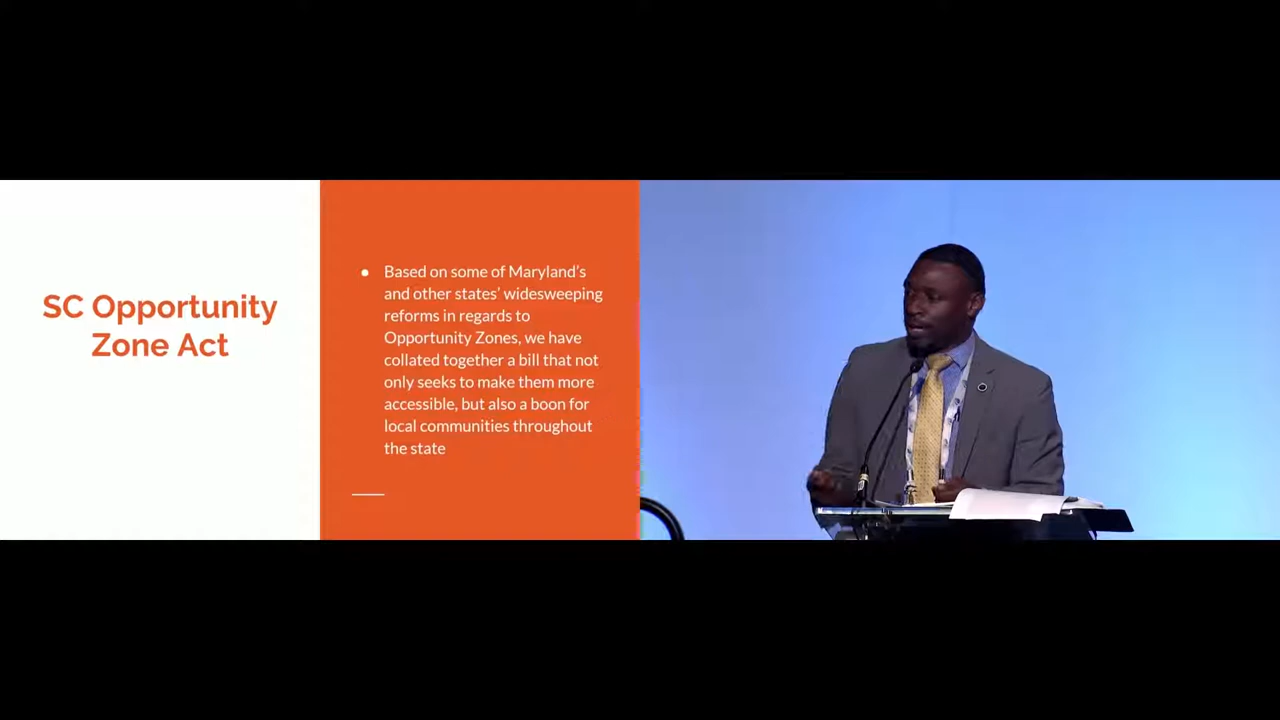 SC Opportunity
Zone Act
● Based on some of Maryland's
and other states' widesweeping
reforms in regards to
Opportunity Zones, we have
collated together a bill that not
only seeks to make them more
accessible, but also a boon for
local communities throughout
the state